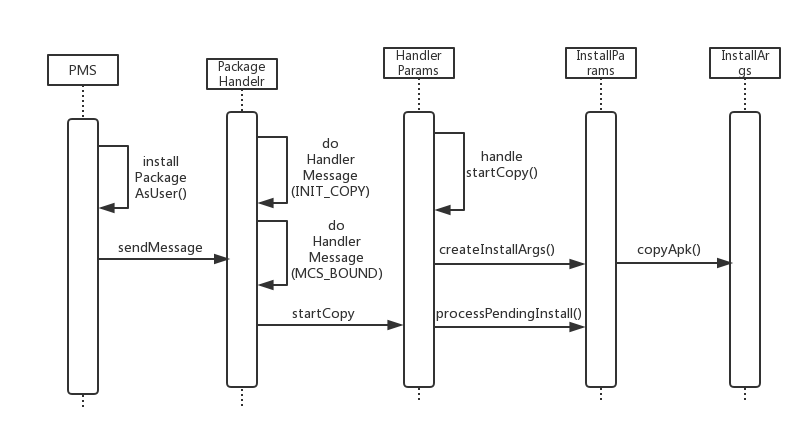 PMS
Package
Handelr
Handler
Params
InstallPa
rams
InstallAr
gs
install
Package
AsUser()
do
Handler
Message
(INIT_COPY)
handle
startCopy()
sendMessage
do
Handler
Message
(MCS_BOUND)
createInstallArgs()
copyApk()
startCopy
processPendingInstall()